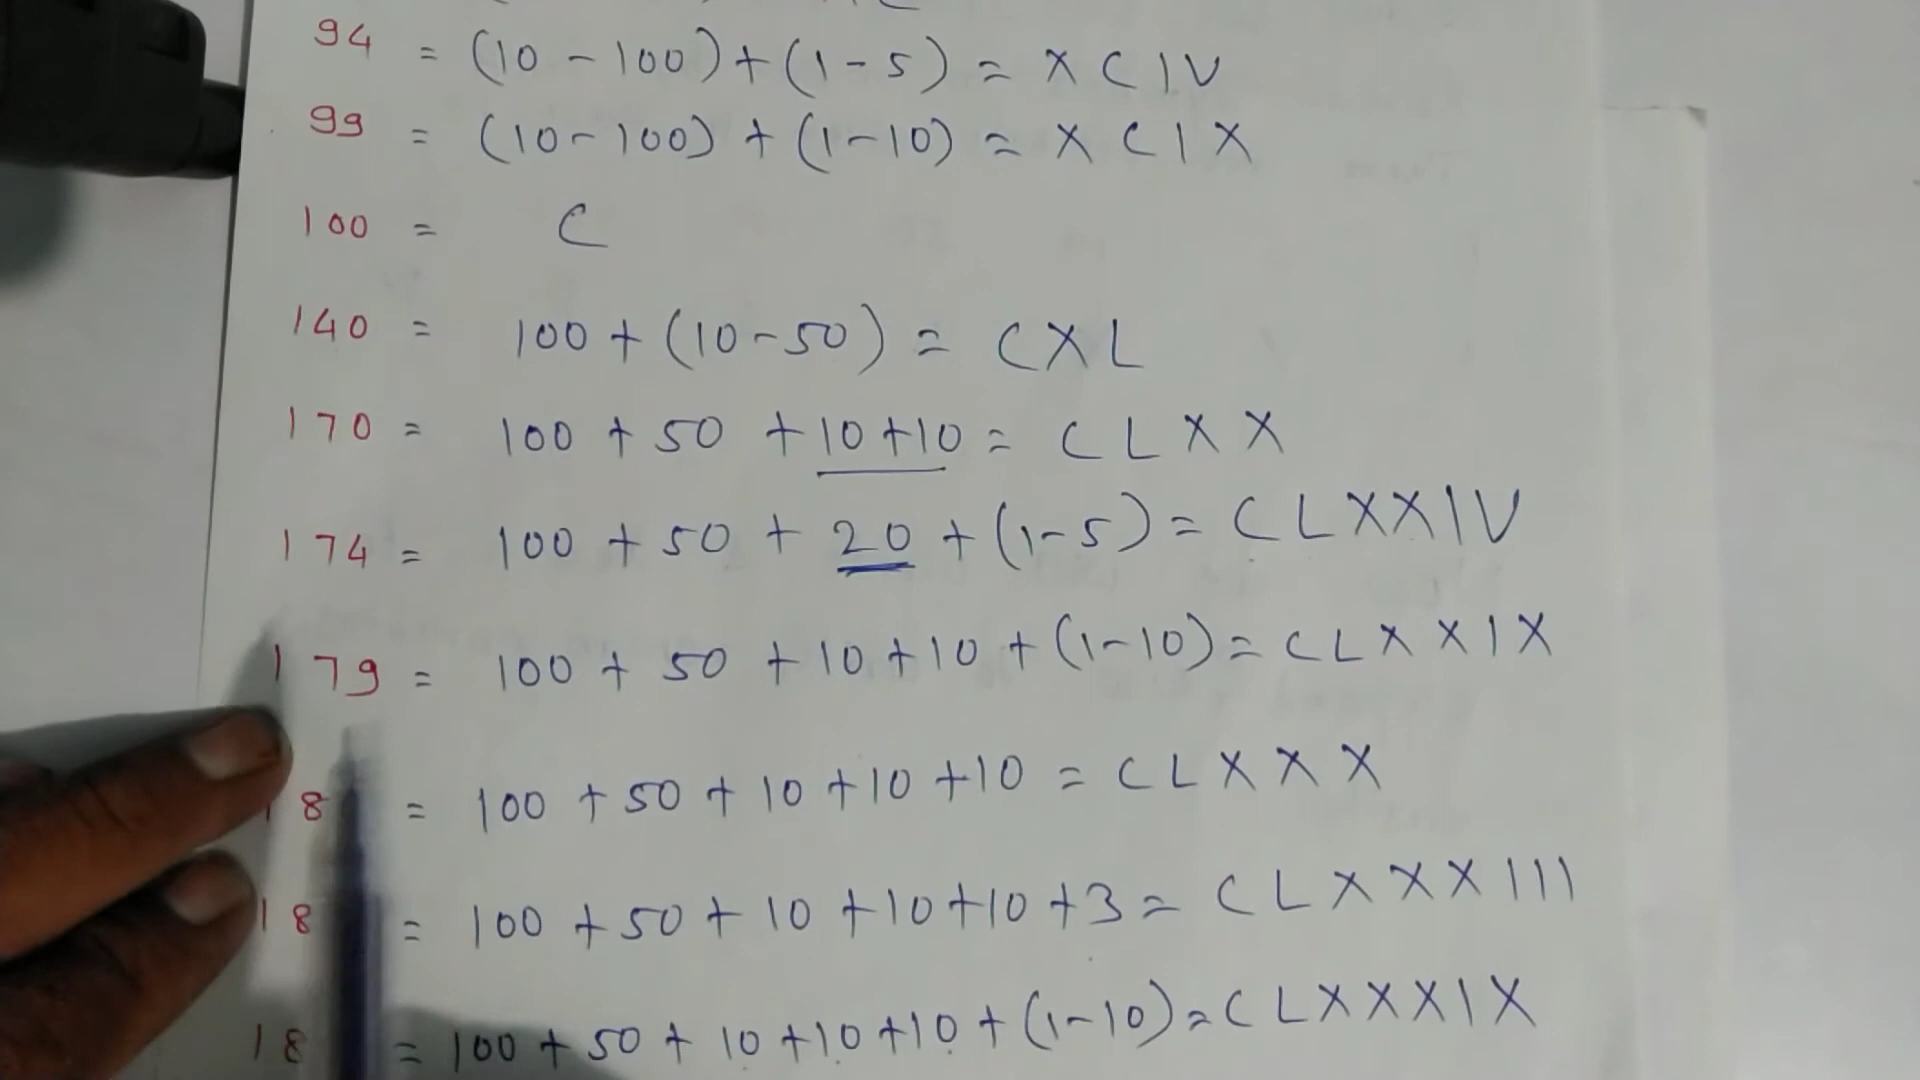 94 = (10 - 100) + (1 - 5) = XCIV
99 = (10 - 100) + (1 - 10) = XCIX
100 = C
140 = 100 + (10 - 50) = CXL
170 = 100 + 50 + 10 + 10 = CLXX
174 = 100 + 50 + 20 + (1 - 5) = CLXXIV
179 = 100 + 50 + 10 + 10 + (1 - 10) = CLXXIX
18 = 100 + 50 + 10 + 10 + 10 = CLXXX
18 = 100 + 50 + 10 + 10 + 10 + 3 = CLXXXIII
18 = 100 + 50 + 10 + 10 + 10 + (1 - 10) = CLXXXIX